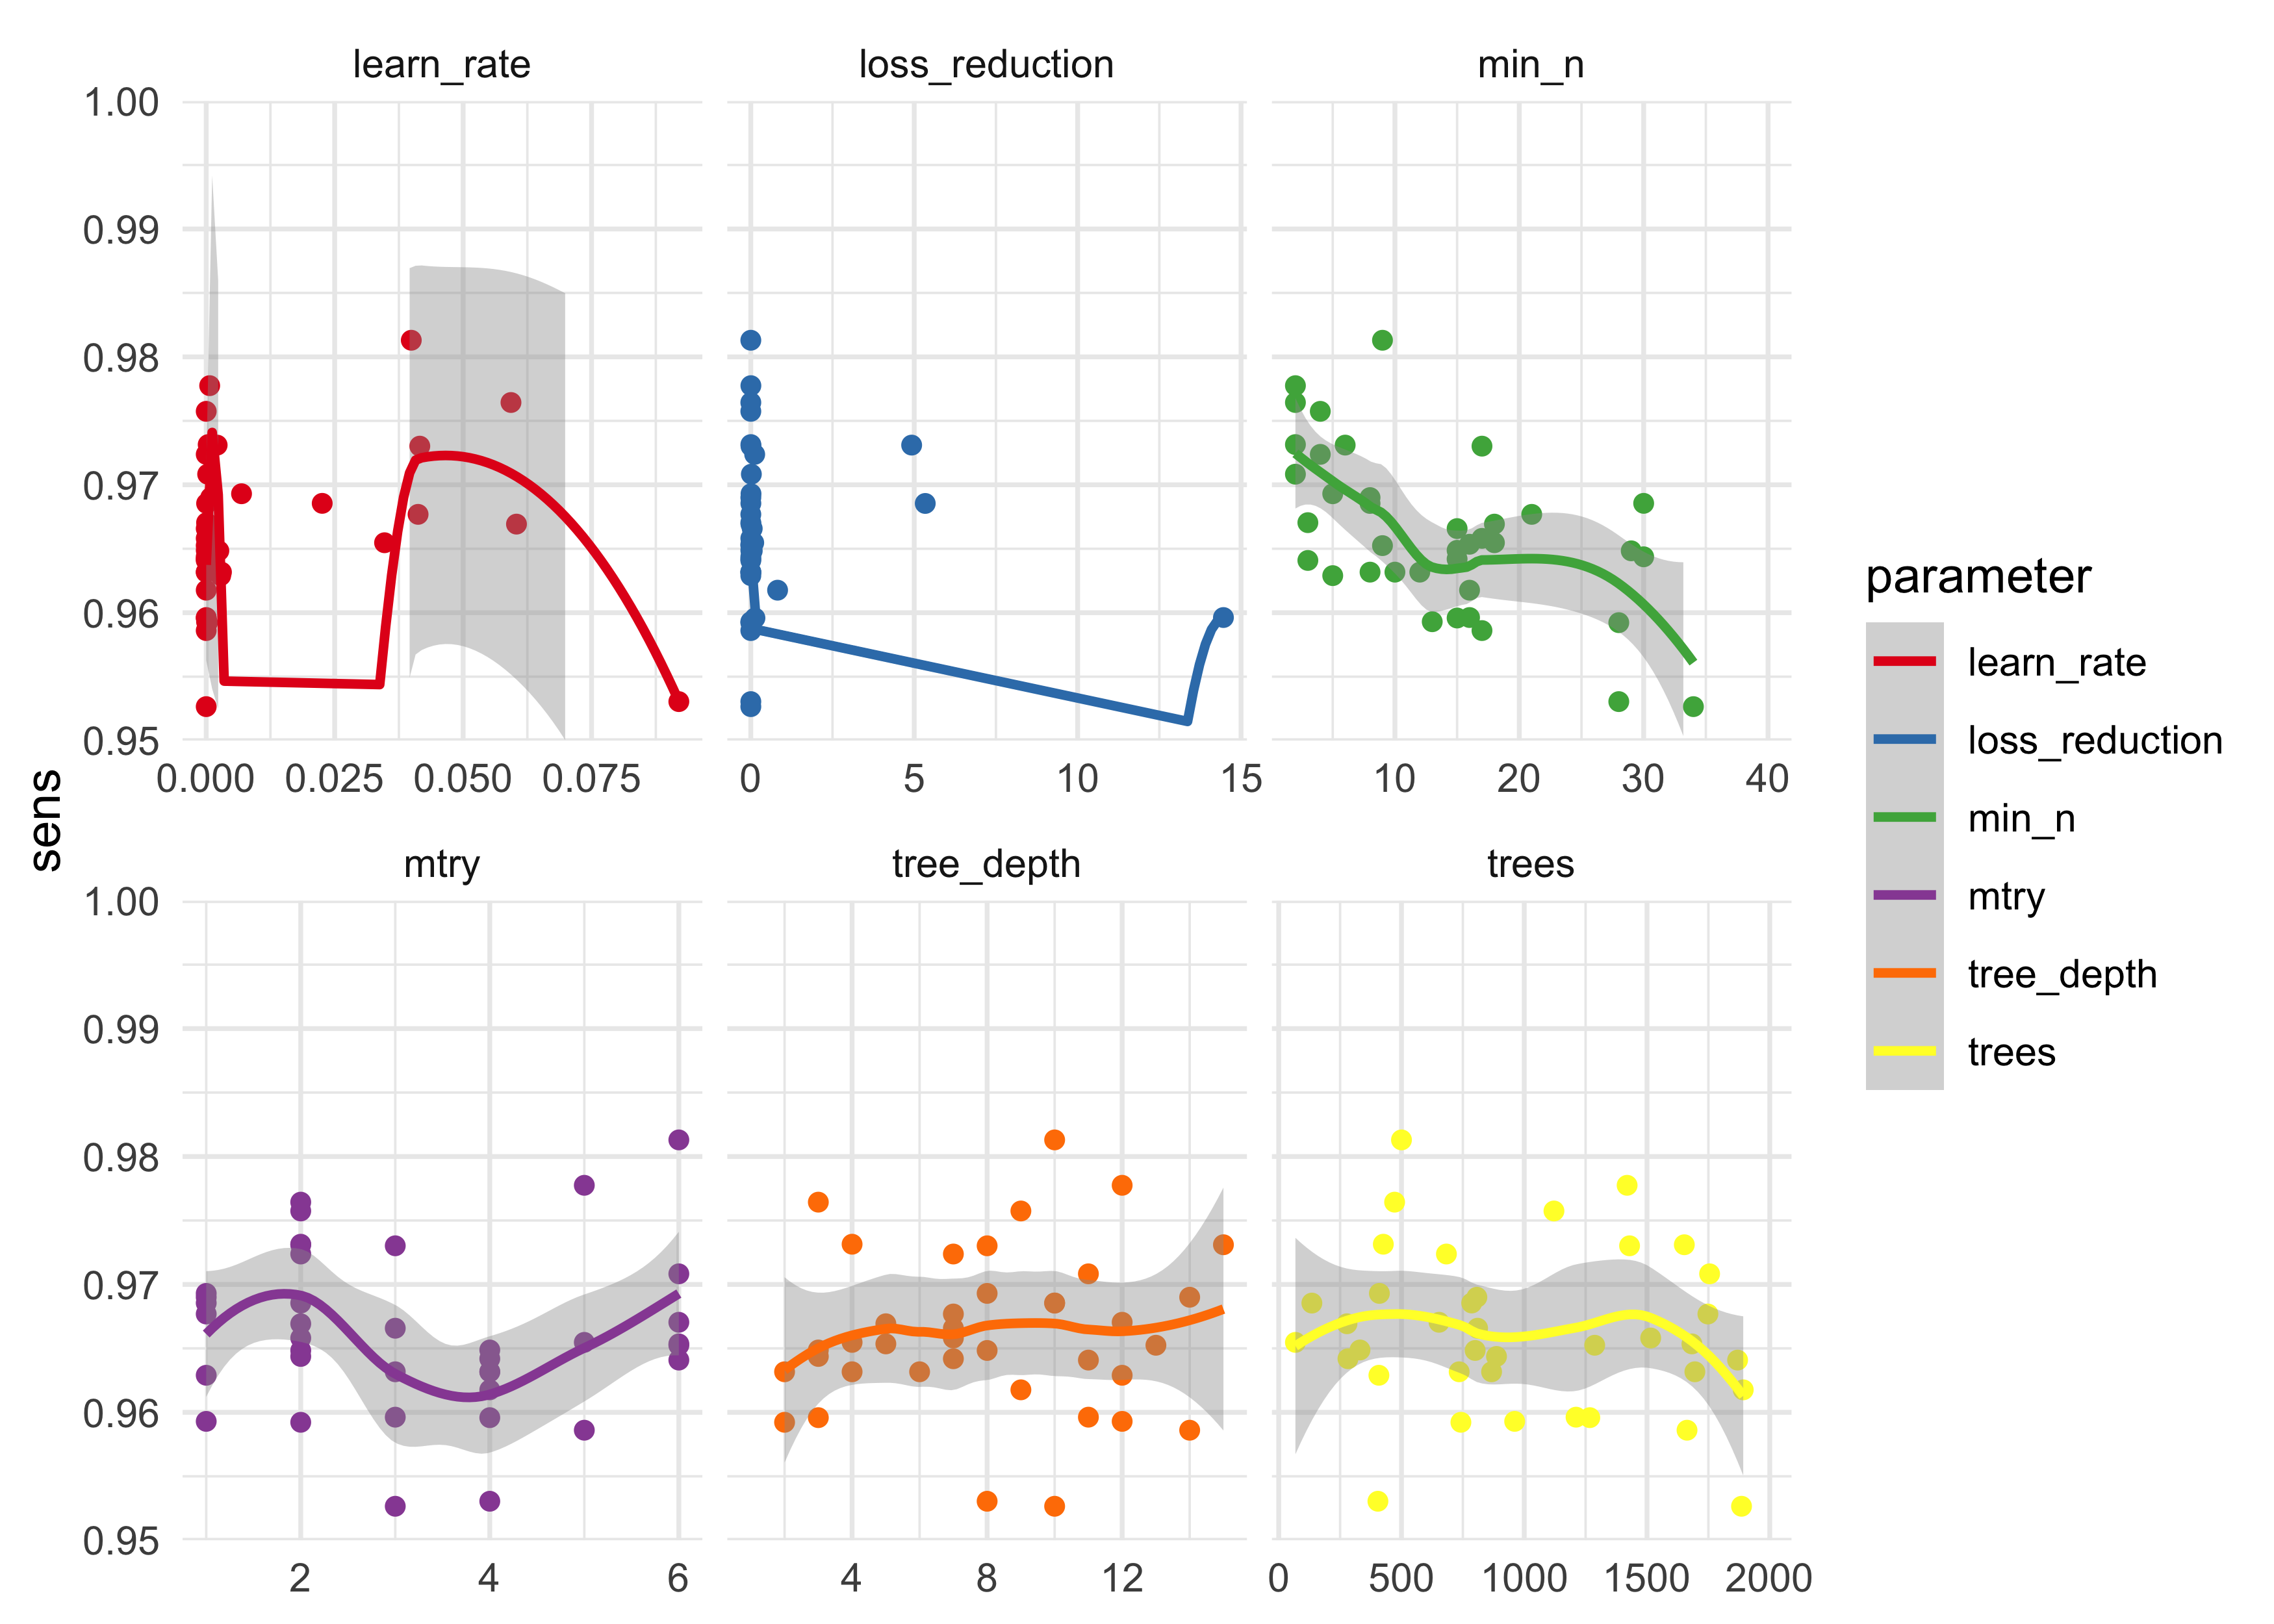 learn_rate loss_reduction min_n
1.00
0.99
0.98
0.97
0.96
0.95
0.000 0.025 0.050 0.075 0 5 10 15 10 20 30 40
sens
mtry tree_depth trees
1.00
0.99
0.98
0.97
0.96
0.95
2 4 6 4 8 12 0 500 1000 1500 2000
parameter
learn_rate
loss_reduction
min_n
mtry
tree_depth
trees